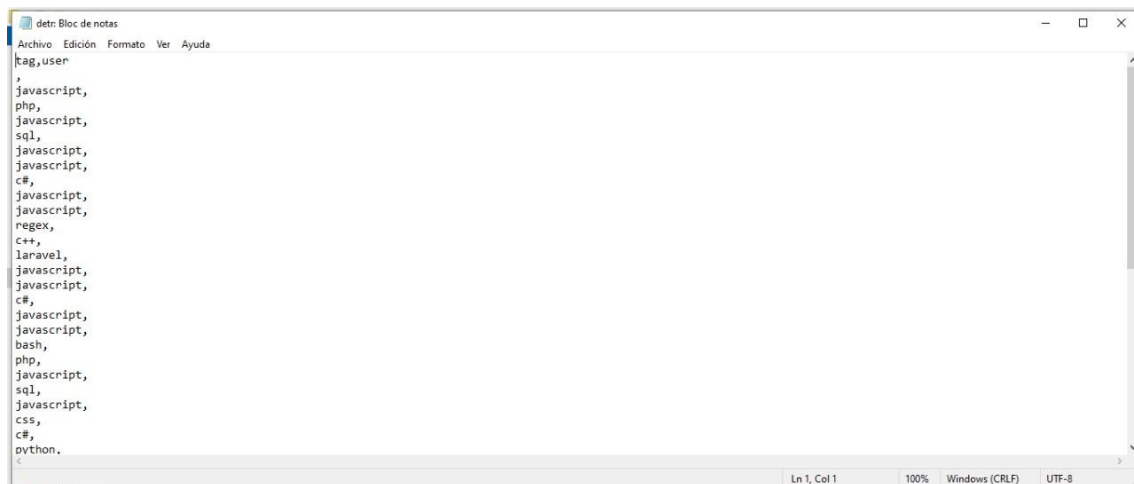 detr: Bloc de notas
Archivo Edición Formato Ver Ayuda
tag,user
,
javascript,
php,
javascript,
sql,
javascript,
javascript,
c#,
javascript,
javascript,
regex,
c++,
laravel,
javascript,
javascript,
c#,
javascript,
javascript,
bash,
php,
javascript,
sql,
javascript,
css,
c#,
python,
Ln 1, Col 1 100% Windows (CRLF) UTF-8